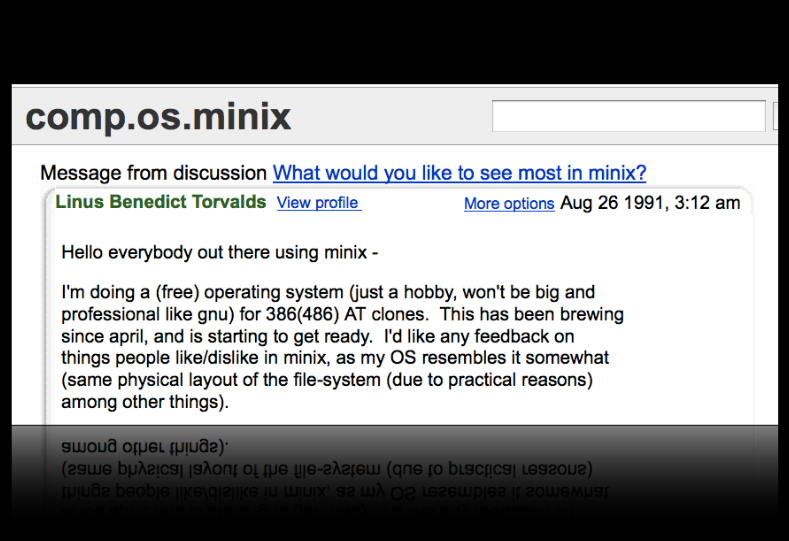 comp.os.minix
Message from discussion What would you like to see most in minix?
Linus Benedict Torvalds View profile More options Aug 26 1991, 3:12 am
Hello everybody out there using minix -
I'm doing a (free) operating system (just a hobby, won't be big and
professional like gnu) for 386(486) AT clones.  This has been brewing
since april, and is starting to get ready.  I'd like any feedback on
things people like/dislike in minix, as my OS resembles it somewhat
(same physical layout of the file-system (due to practical reasons)
among other things).